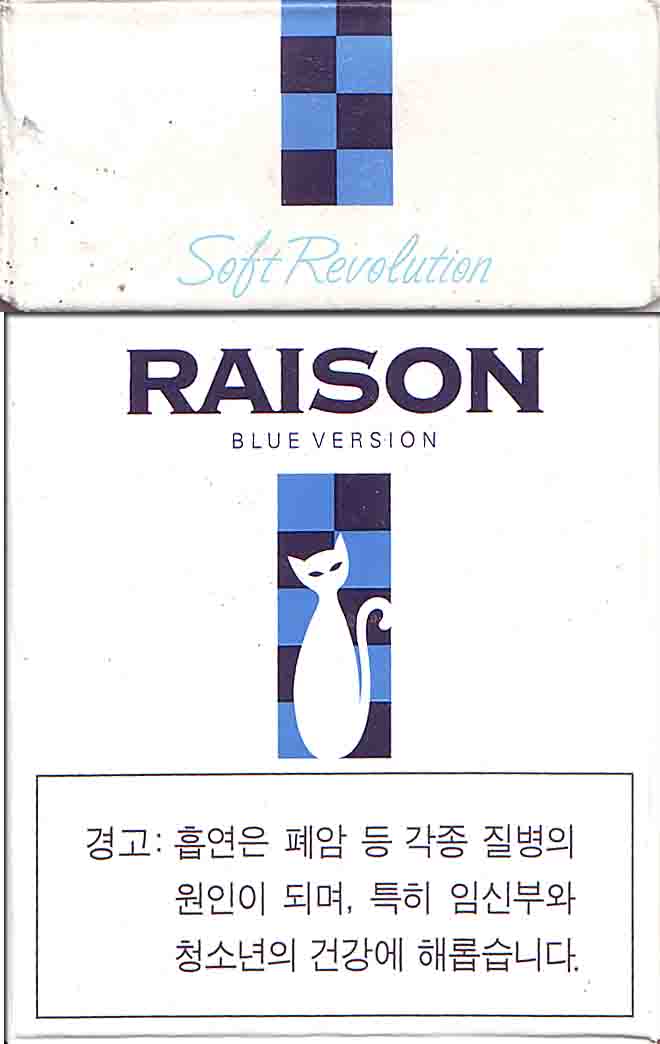 Soft Revolution
RAISON
BLUE VERSION
경고: 흡연은 폐암 등 각종 질병의
원인이 되며, 특히 임신부와
청소년의 건강에 해롭습니다.